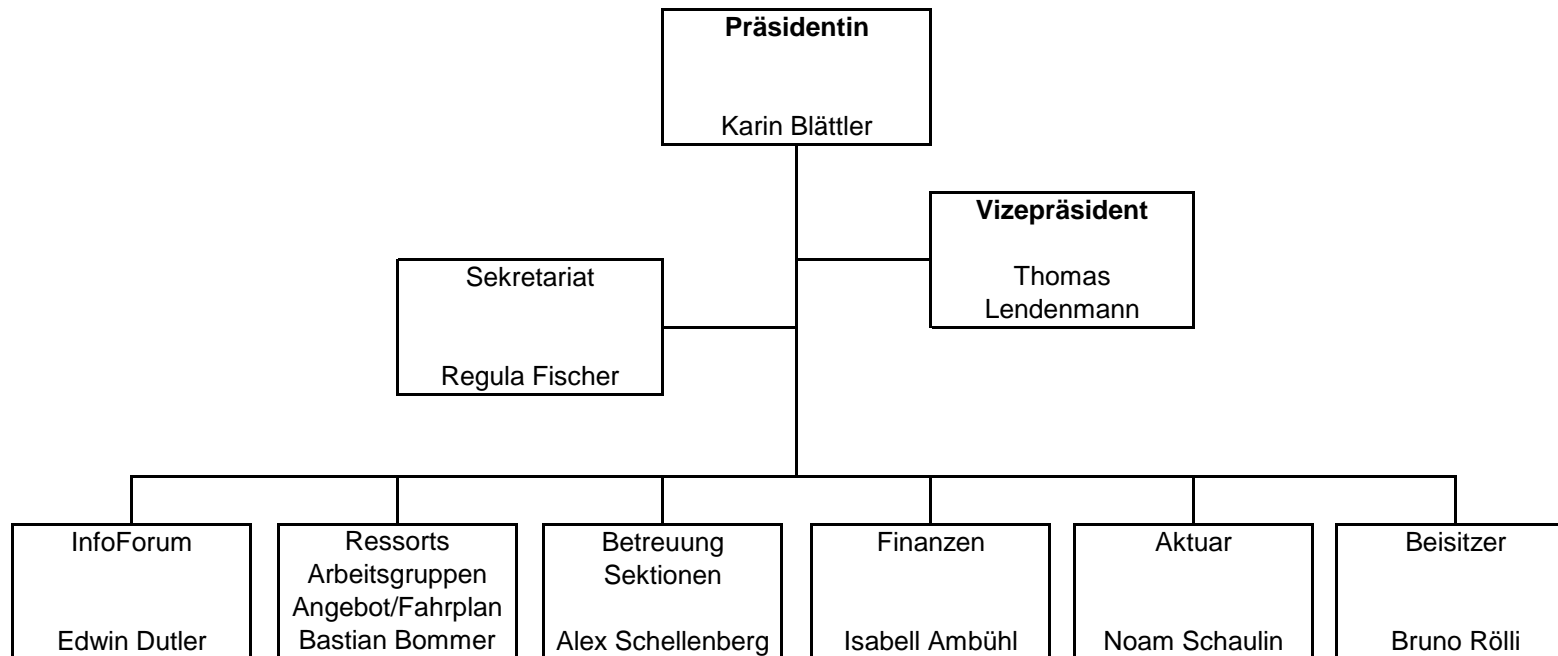 Präsidentin
Karin Blättler
Vizepräsident
Thomas
Lendenmann
Sekretariat
Regula Fischer
InfoForum
Edwin Dutler
Ressorts
Arbeitsgruppen
Angebot/Fahrplan
Bastian Bommer
Betreuung
Sektionen
Alex Schellenberg
Finanzen
Isabell Ambühl
Aktuar
Noam Schaulin
Beisitzer
Bruno Rölli